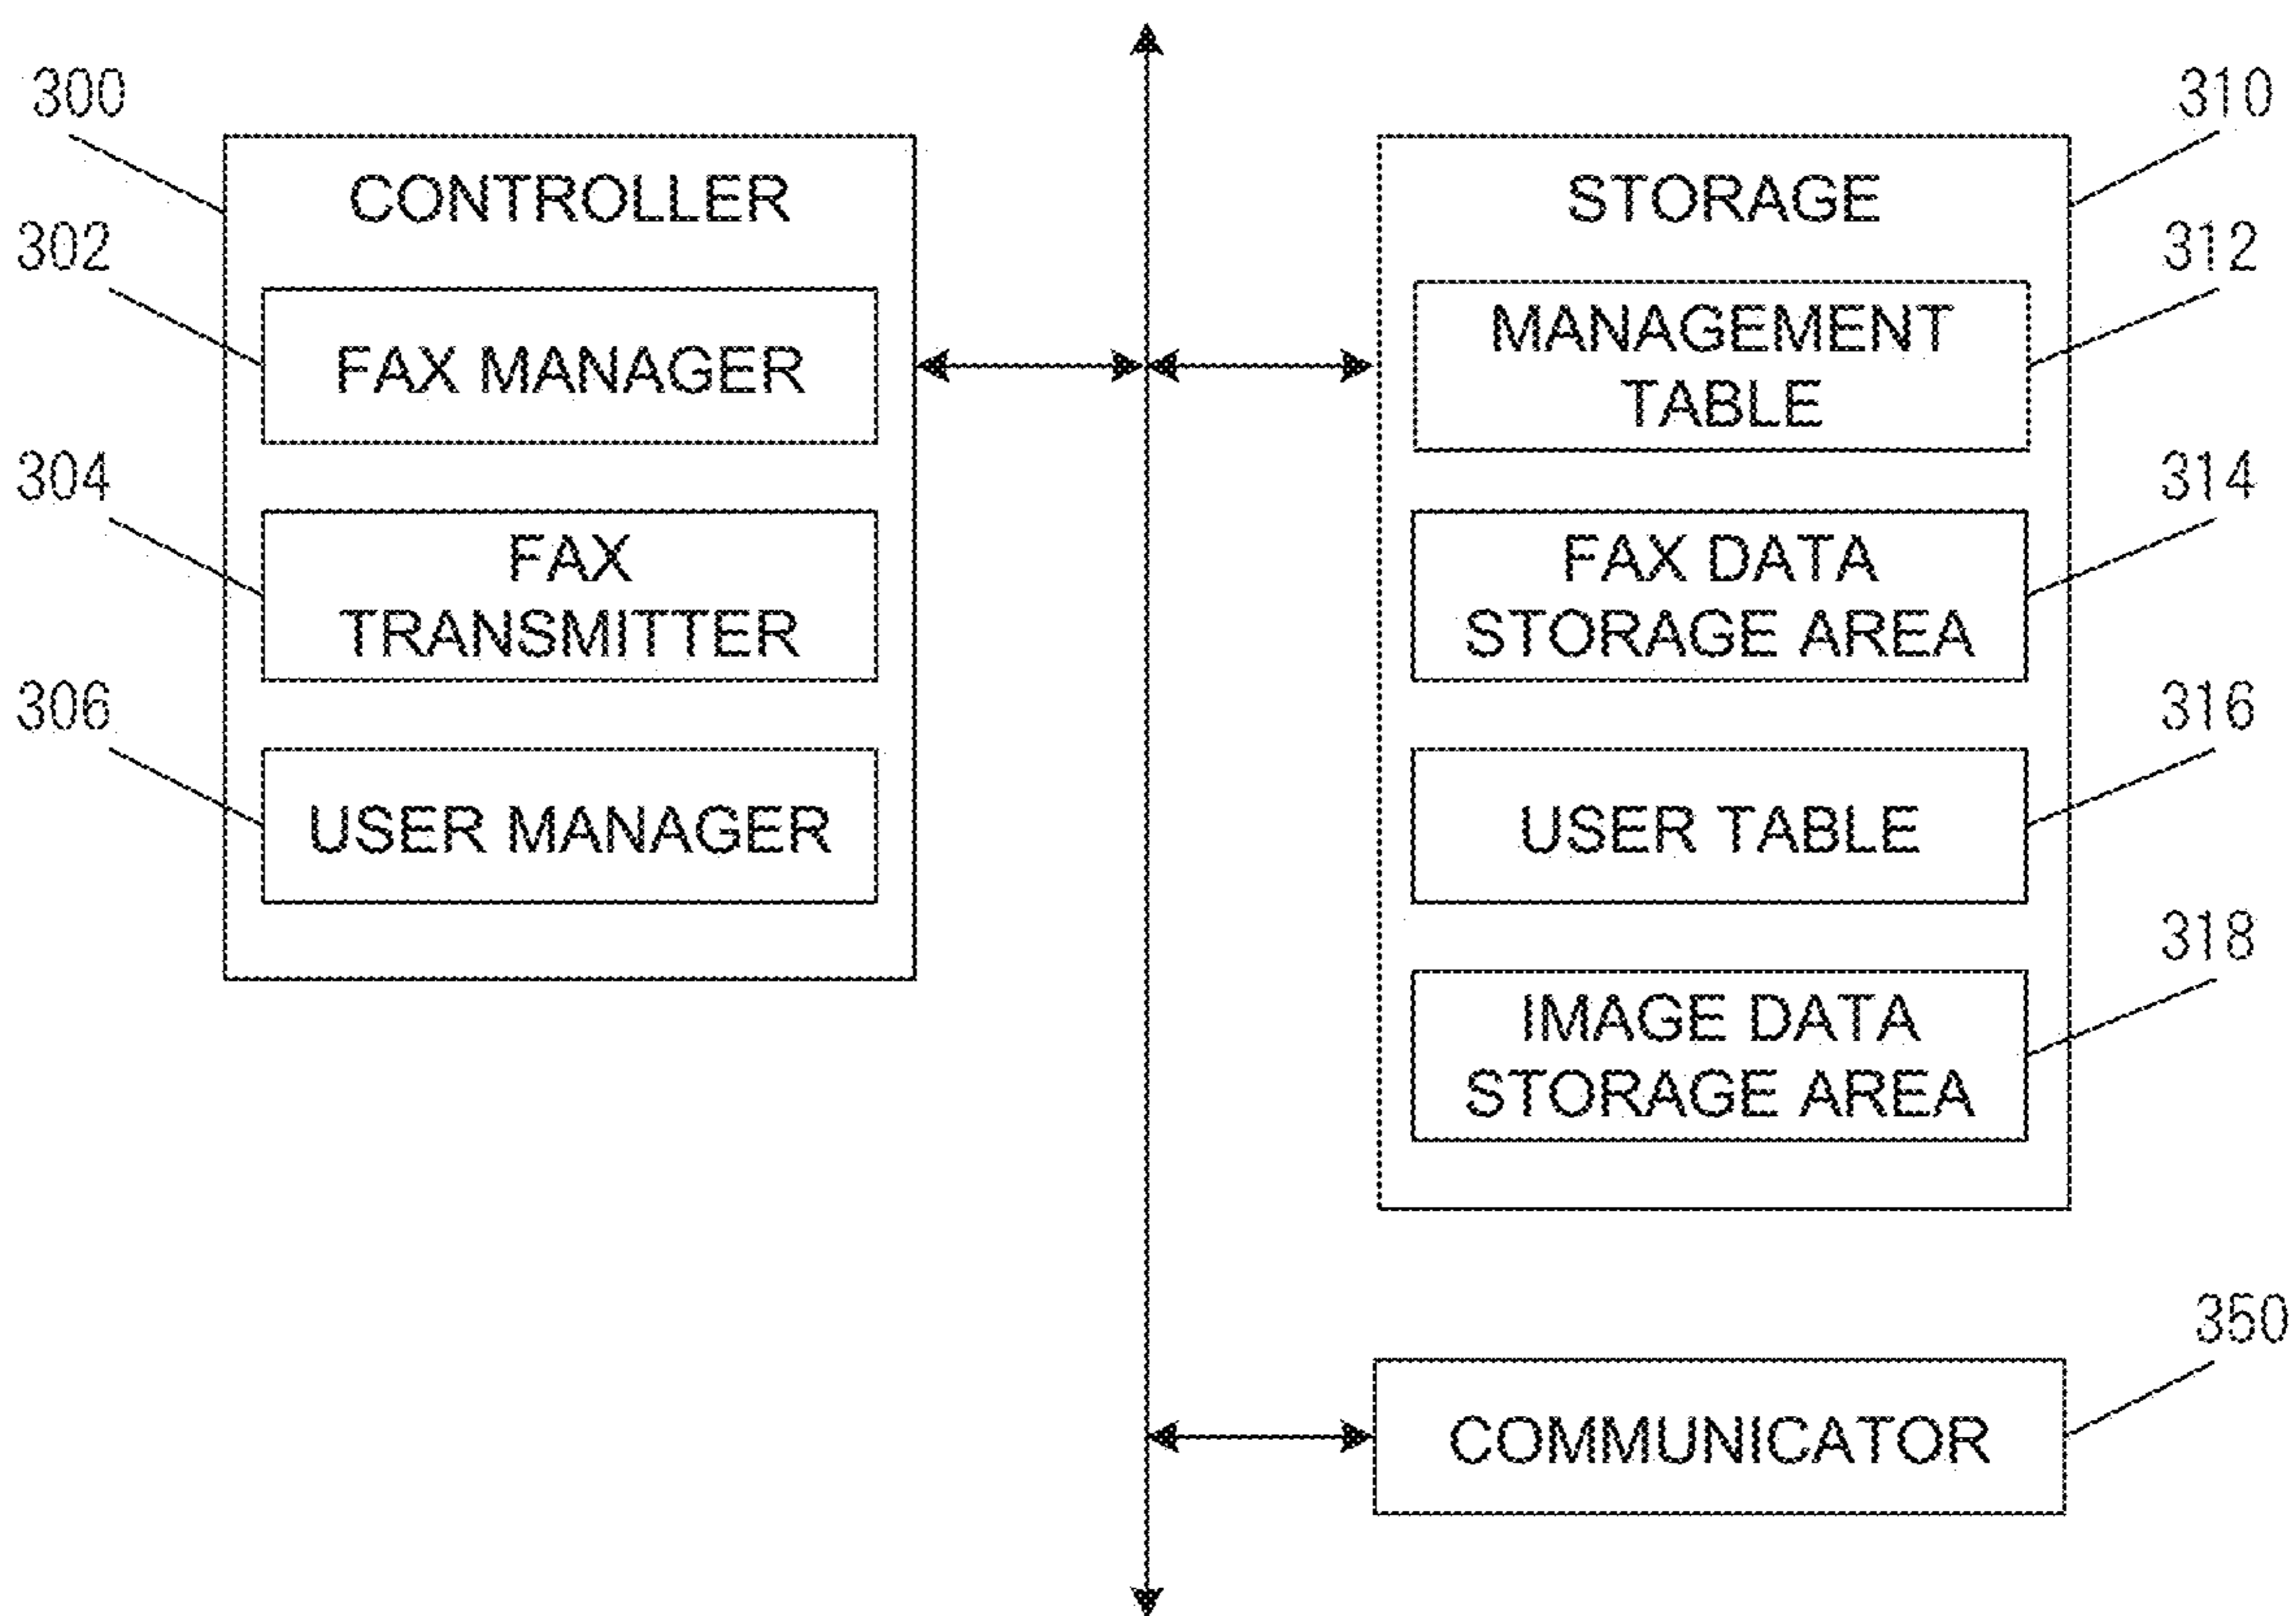 300
CONTROLLER
302
FAX MANAGER
304
FAX
TRANSMITTER
306
USER MANAGER
310
STORAGE
312
MANAGEMENT
TABLE
314
FAX DATA
STORAGE AREA
316
USER TABLE
318
IMAGE DATA
STORAGE AREA
350
COMMUNICATOR